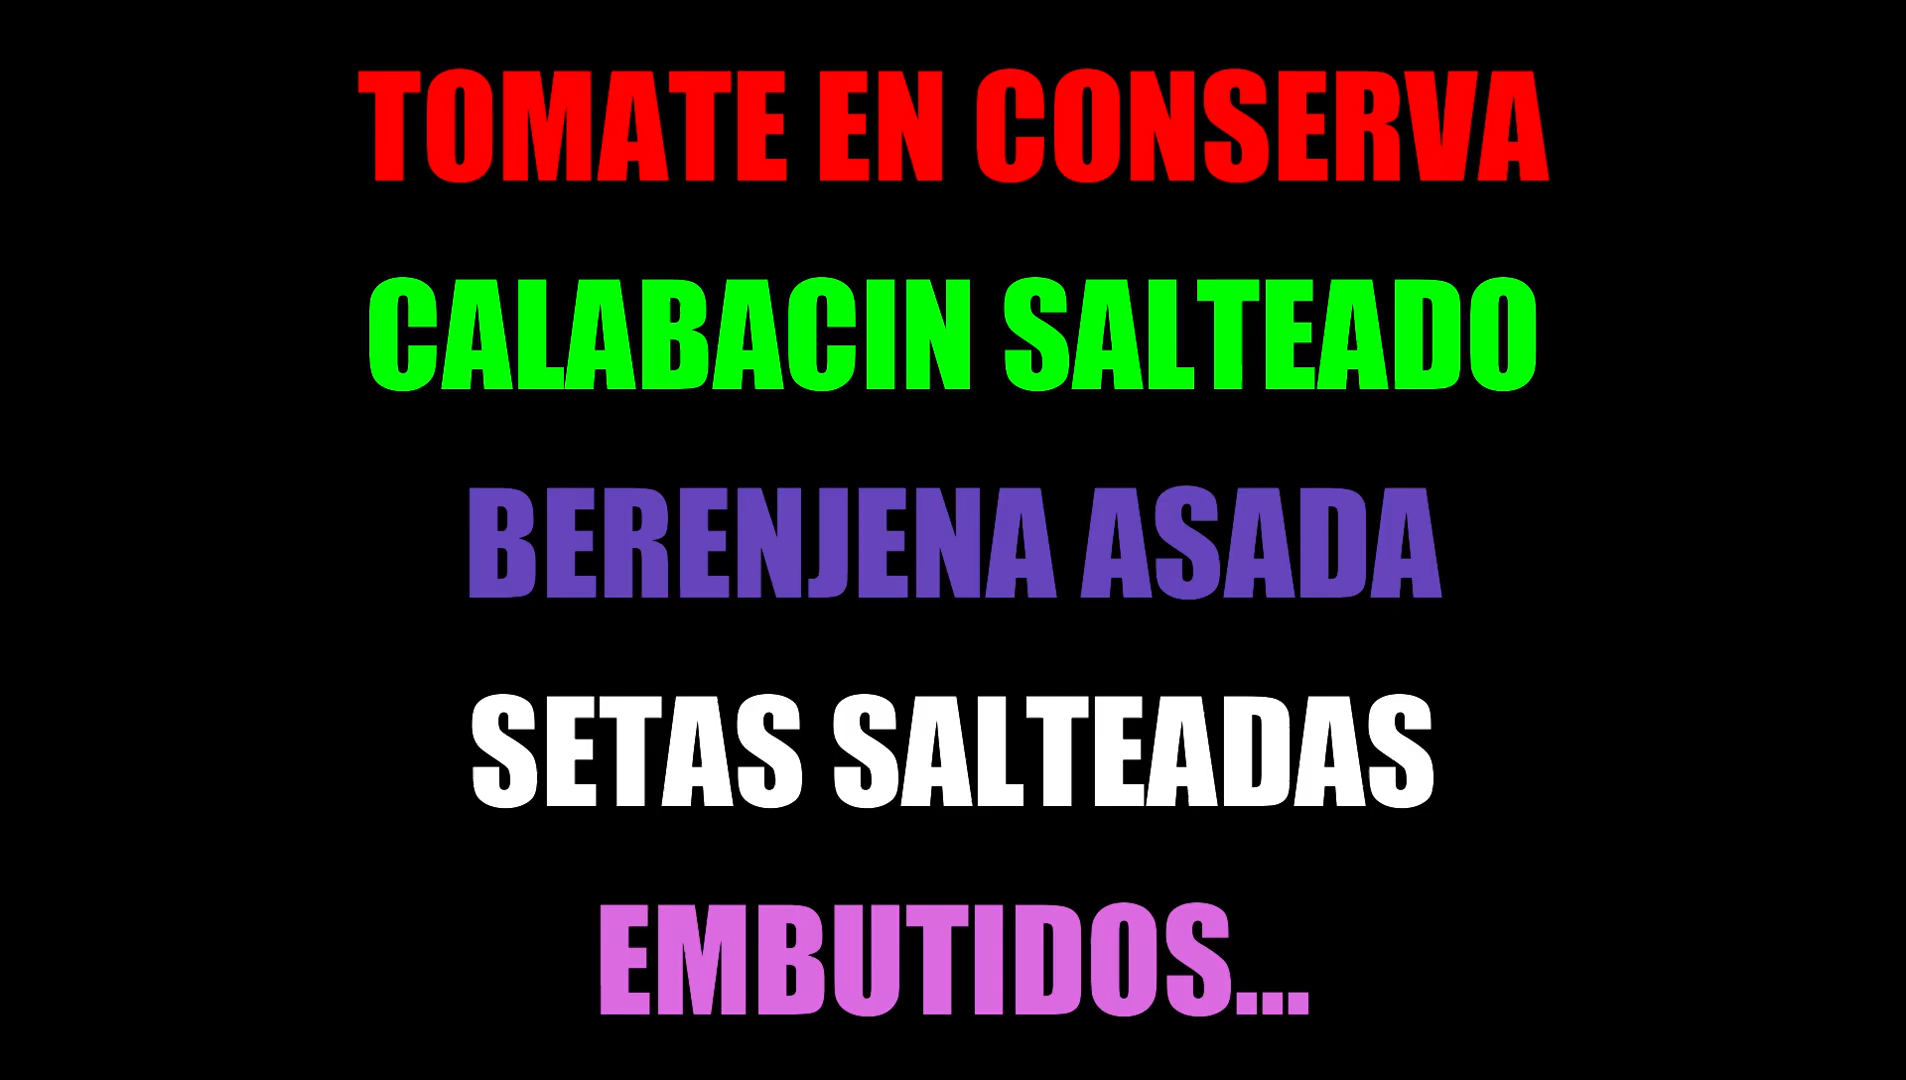 TOMATE EN CONSERVA
CALABACIN SALTEADO
BERENJENA ASADA
SETAS SALTEADAS
EMBUTIDOS...